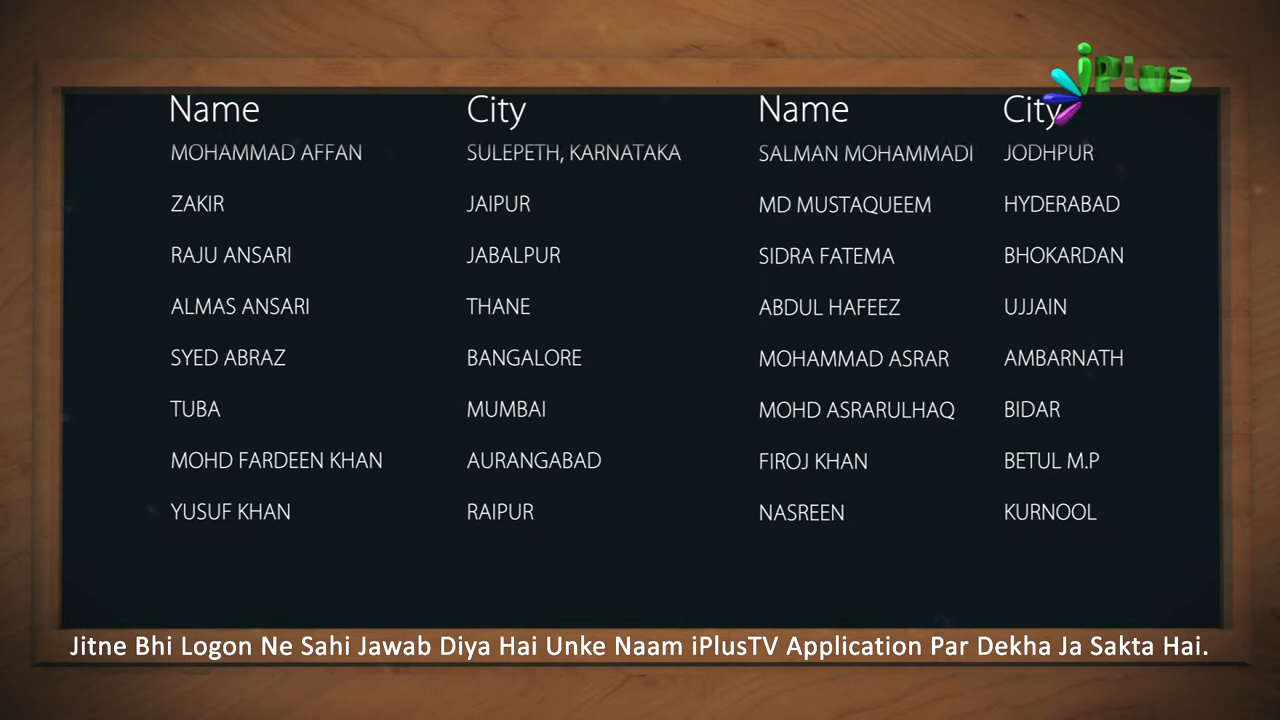 iPlus
Name City Name City
MOHAMMAD AFFAN SULEPETH, KARNATAKA SALMAN MOHAMMADI JODHPUR
ZAKIR JAIPUR MD MUSTAQUEEM HYDERABAD
RAJU ANSARI JABALPUR SIDRA FATEMA BHOKARDAN
ALMAS ANSARI THANE ABDUL HAFEEZ UJJAIN
SYED ABRAZ BANGALORE MOHAMMAD ASRAR AMBARNATH
TUBA MUMBAI MOHD ASRARULHAQ BIDAR
MOHD FARDEEN KHAN AURANGABAD FIROJ KHAN BETUL M.P
YUSUF KHAN RAIPUR NASREEN KURNOOL
Jitne Bhi Logon Ne Sahi Jawab Diya Hai Unke Naam iPlusTV Application Par Dekha Ja Sakta Hai.